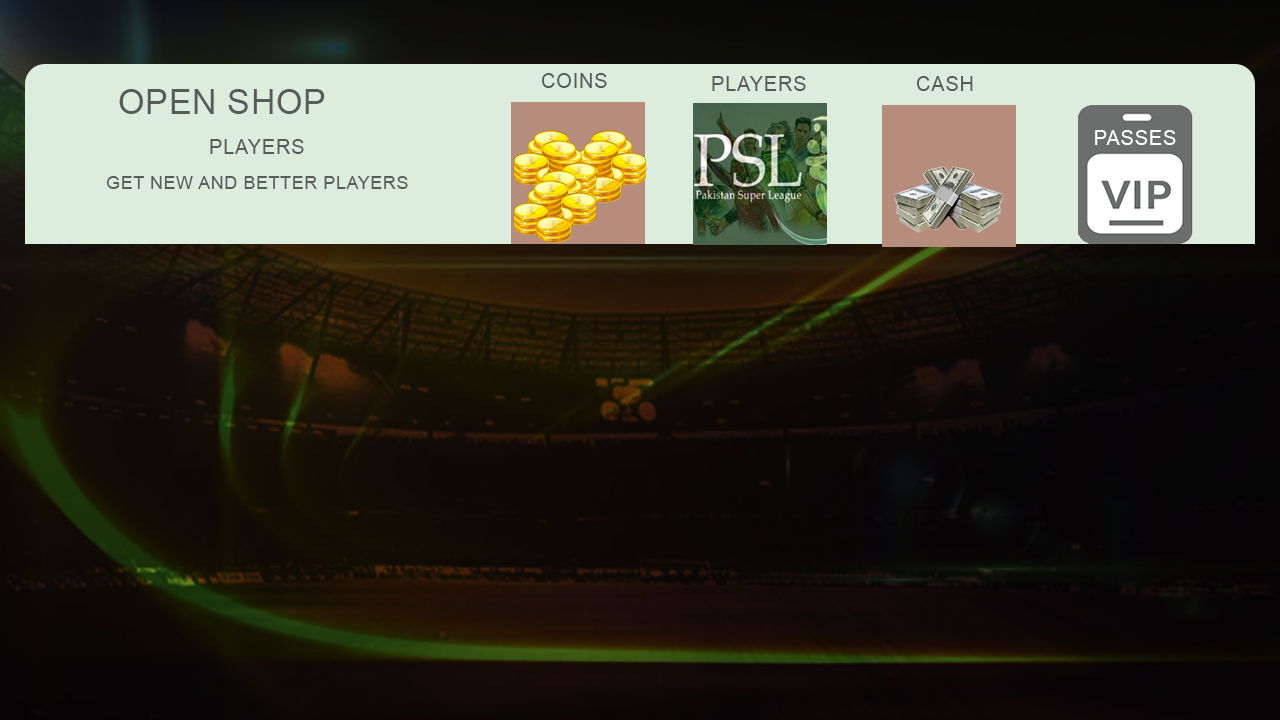 OPEN SHOP
PLAYERS
GET NEW AND BETTER PLAYERS
COINS
PLAYERS
PSL
Pakistan Super League
CASH
PASSES
VIP